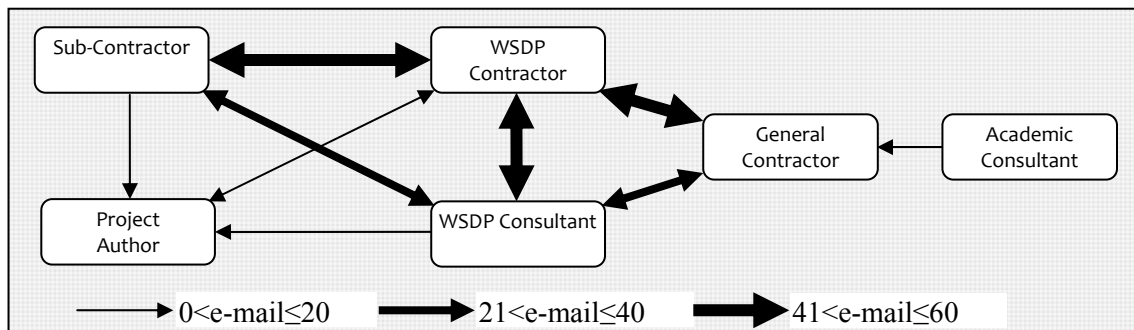 Sub-Contractor
WSDP
Contractor
General
Contractor
Academic
Consultant
Project
Author
WSDP Consultant
0<e-mail≤20
21<e-mail≤40
41<e-mail≤60